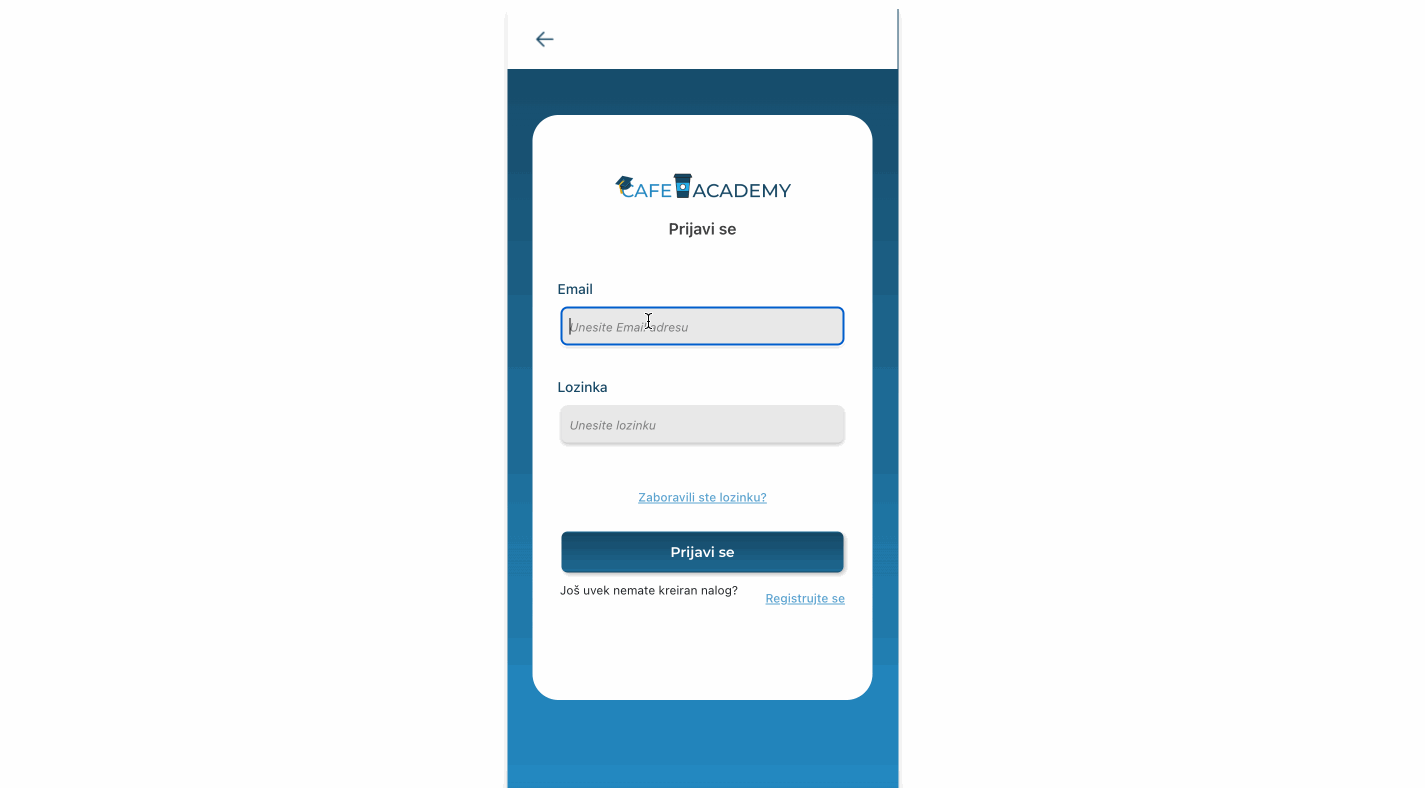 CAFE ACADEMY
Prijavi se
Email
Unesite Email adresu
Lozinka
Unesite lozinku
Zaboravili ste lozinku?
Prijavi se
Još uvek nemate kreiran nalog?
Registrujte se